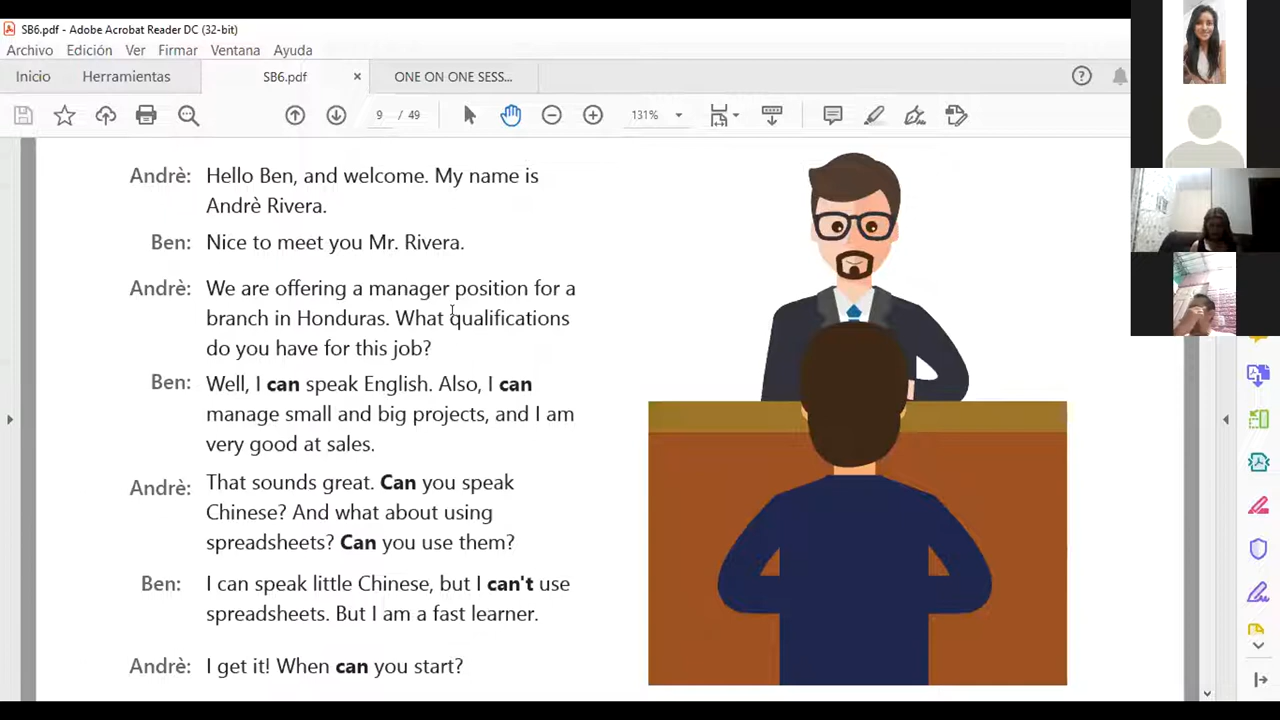 SB6.pdf - Adobe Acrobat Reader DC (32-bit)
Archivo Edición Ver Firmar Ventana Ayuda
Inicio Herramientas SB6.pdf × ONE ON ONE SESS...
9 / 49 131%
Andrè: Hello Ben, and welcome. My name is
Andrè Rivera.
Ben: Nice to meet you Mr. Rivera.
Andrè: We are offering a manager position for a
branch in Honduras. What qualifications
do you have for this job?
Ben: Well, I can speak English. Also, I can
manage small and big projects, and I am
very good at sales.
Andrè: That sounds great. Can you speak
Chinese? And what about using
spreadsheets? Can you use them?
Ben: I can speak little Chinese, but I can't use
spreadsheets. But I am a fast learner.
Andrè: I get it! When can you start?